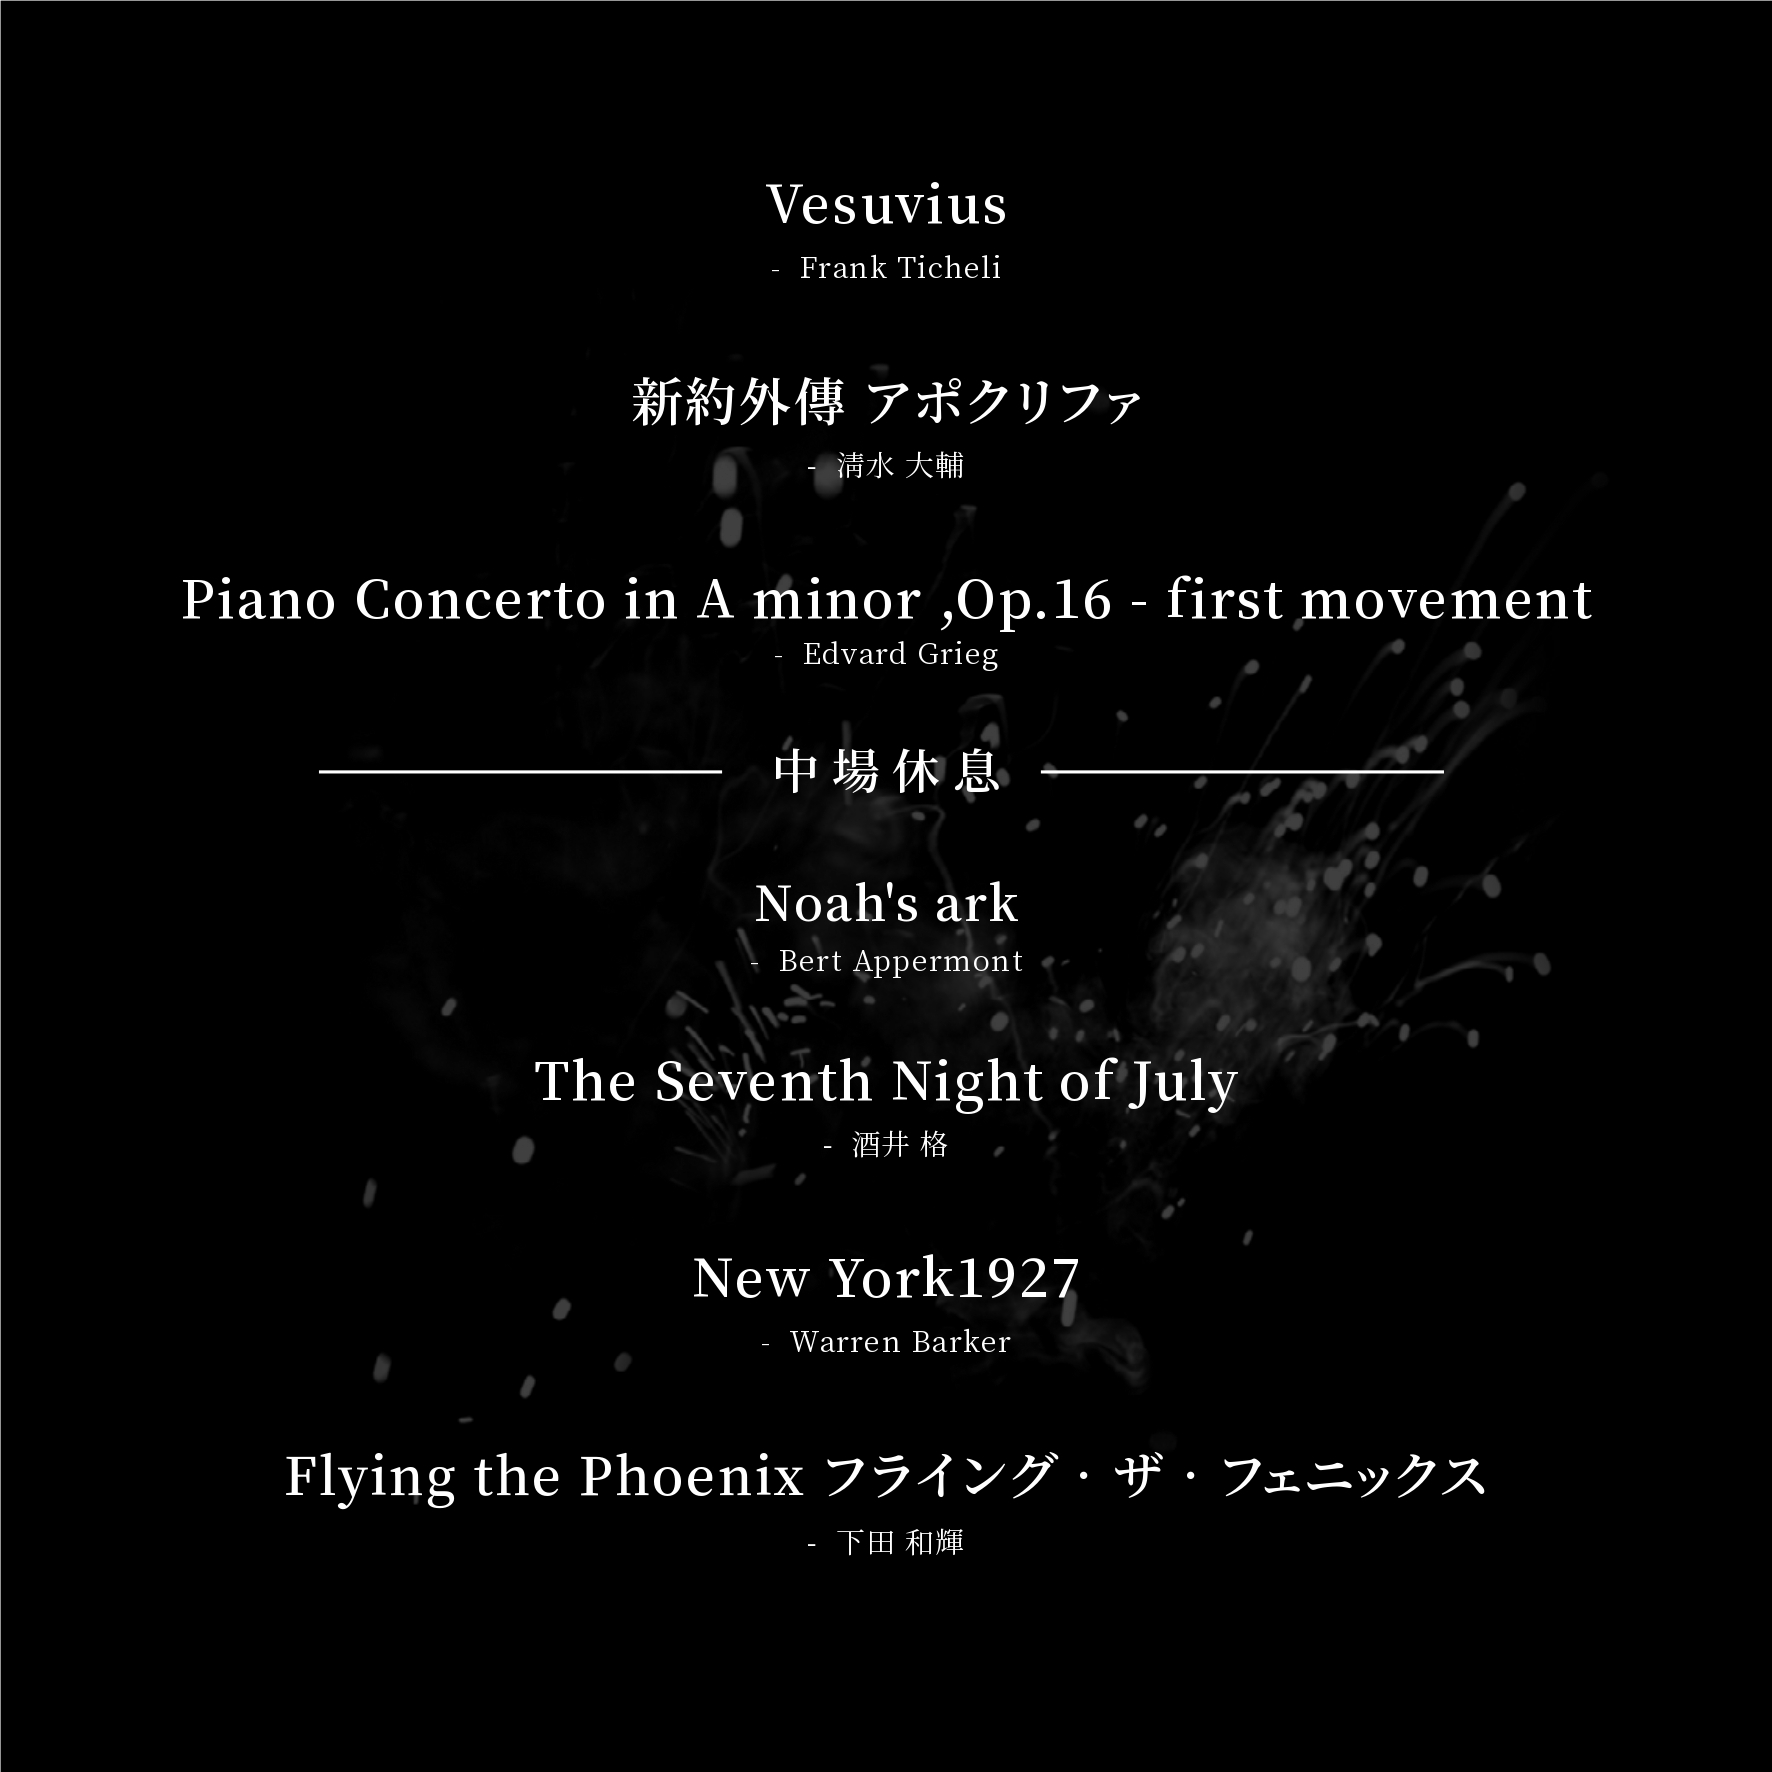 Vesuvius
- Frank Ticheli
新約外傳 アポクリファ
- 淸水 大輔
Piano Concerto in A minor ,Op.16 - first movement
- Edvard Grieg
中場休息
Noah's ark
- Bert Appermont
The Seventh Night of July
- 酒井 格
New York1927
- Warren Barker
Flying the Phoenix フライング・ザ・フェニックス
- 下田 和輝